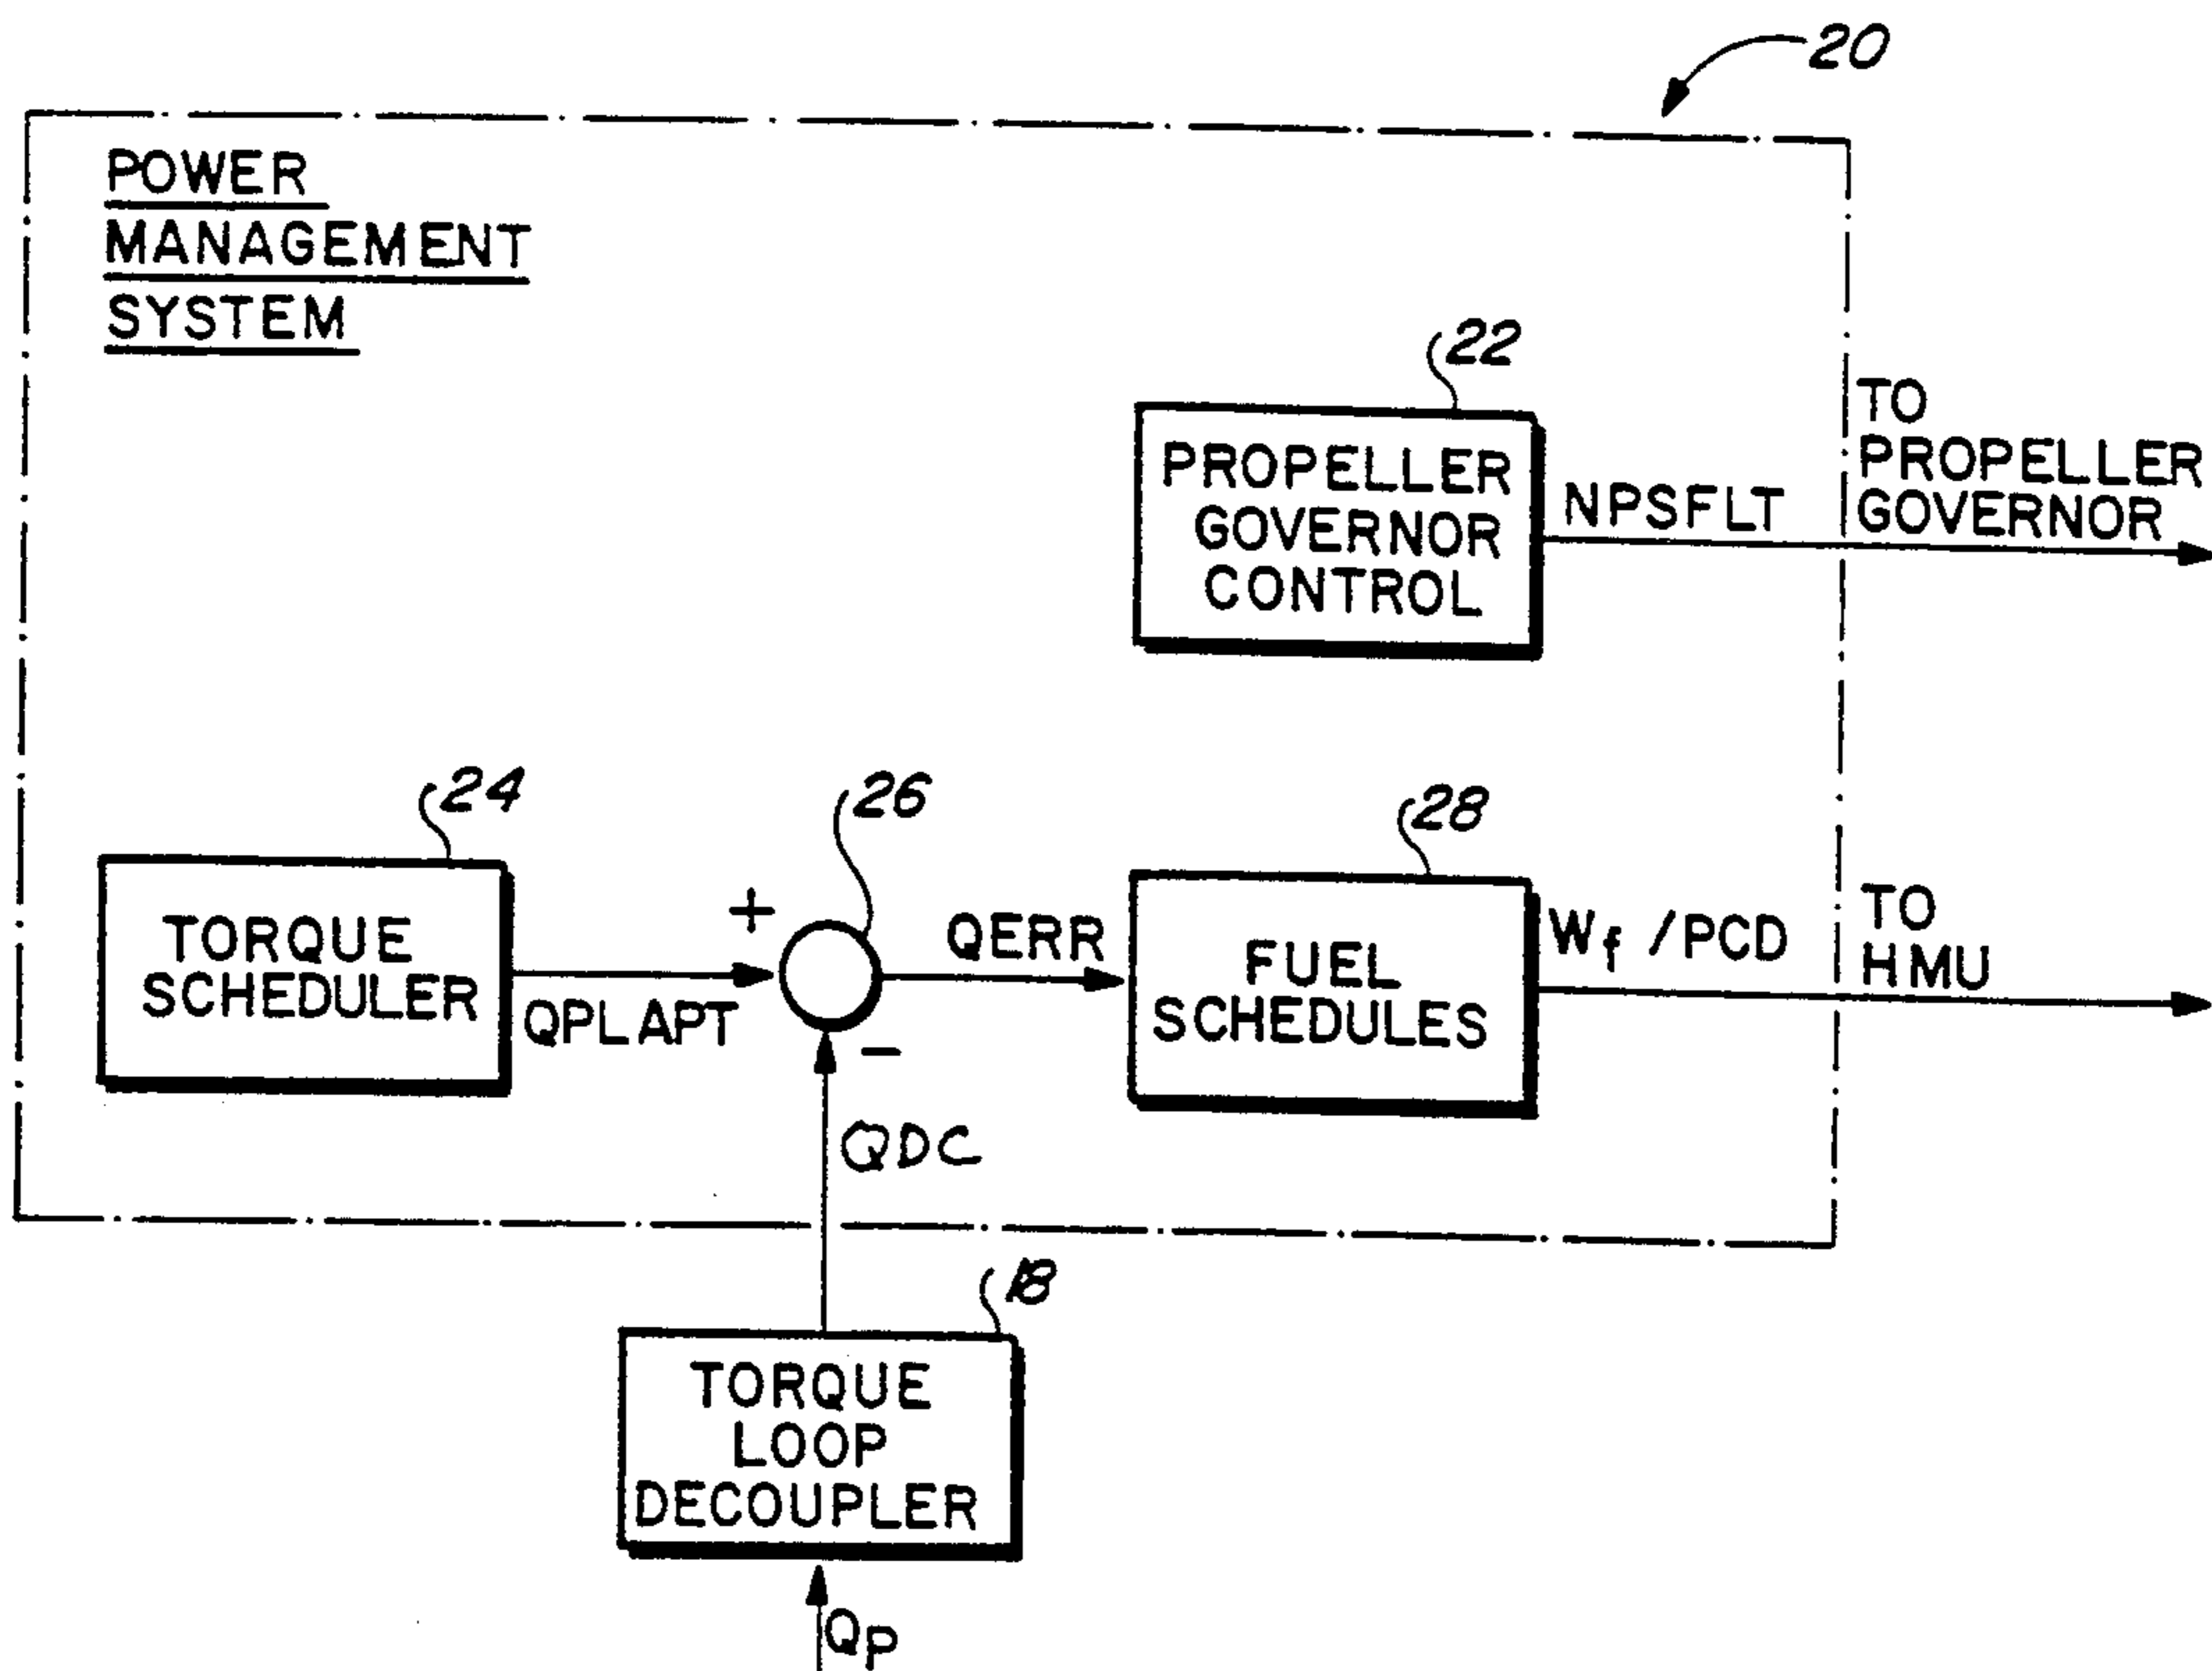 20
POWER
MANAGEMENT
SYSTEM
22
PROPELLER
GOVERNOR
CONTROL
NPSFLT
TO
PROPELLER
GOVERNOR
24
TORQUE
SCHEDULER
QPLAPT
+
26
-
QERR
28
FUEL
SCHEDULES
Wf /PCD
TO
HMU
QDC
18
TORQUE
LOOP
DECOUPLER
QP